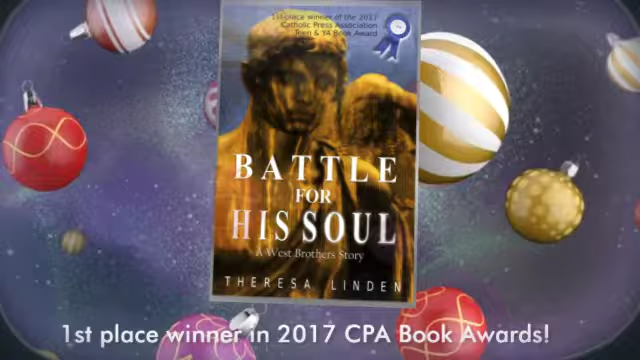 1st-place winner of the 2017
Catholic Press Association
Teen & YA Book Award
BATTLE
FOR
HIS SOUL
A West Brothers Story
THERESA LINDEN
1st place winner in 2017 CPA Book Awards!